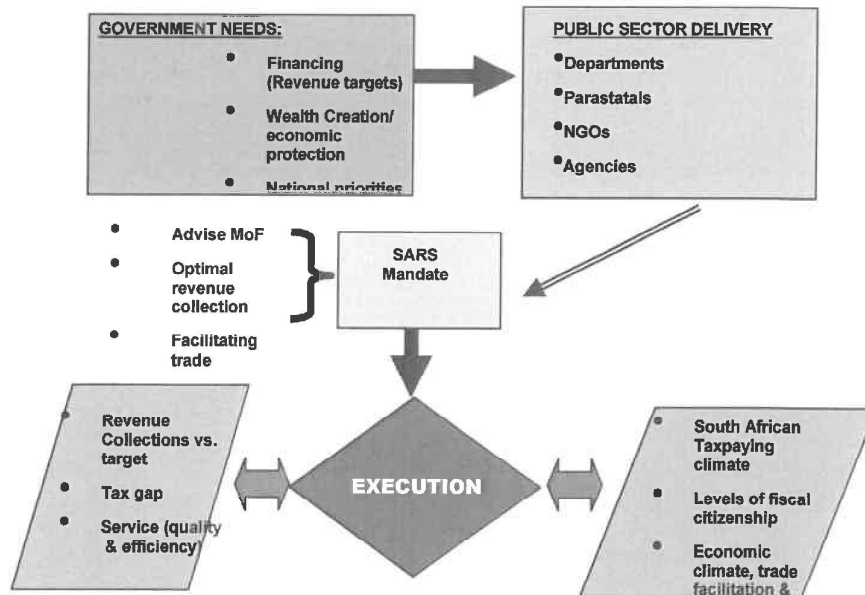 GOVERNMENT NEEDS:
• Financing
(Revenue targets)
• Wealth Creation/
economic
protection
• National priorities
PUBLIC SECTOR DELIVERY
•Departments
•Parastatals
•NGOs
•Agencies
• Advise MoF
• Optimal
revenue
collection
• Facilitating
trade
SARS
Mandate
• Revenue
Collections vs.
target
• Tax gap
• Service (quality
& efficiency)
EXECUTION
• South African
Taxpaying
climate
• Levels of fiscal
citizenship
• Economic
climate, trade
facilitation &